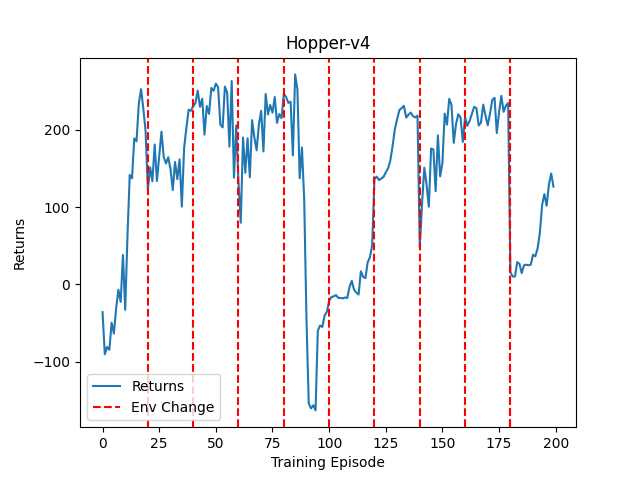 Hopper-v4
Returns
200
100
0
−100
Returns
Env Change
0 25 50 75 100 125 150 175 200
Training Episode